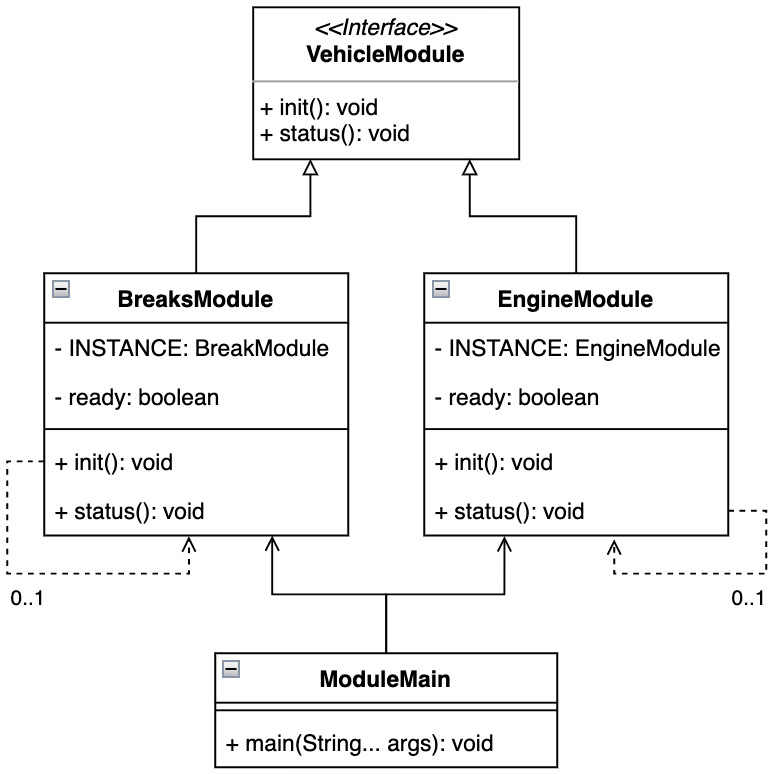 <<Interface>>
VehicleModule
+ init(): void
+ status(): void
BreaksModule
- INSTANCE: BreakModule
- ready: boolean
+ init(): void
+ status(): void
EngineModule
- INSTANCE: EngineModule
- ready: boolean
+ init(): void
+ status(): void
0..1
0..1
ModuleMain
+ main(String... args): void